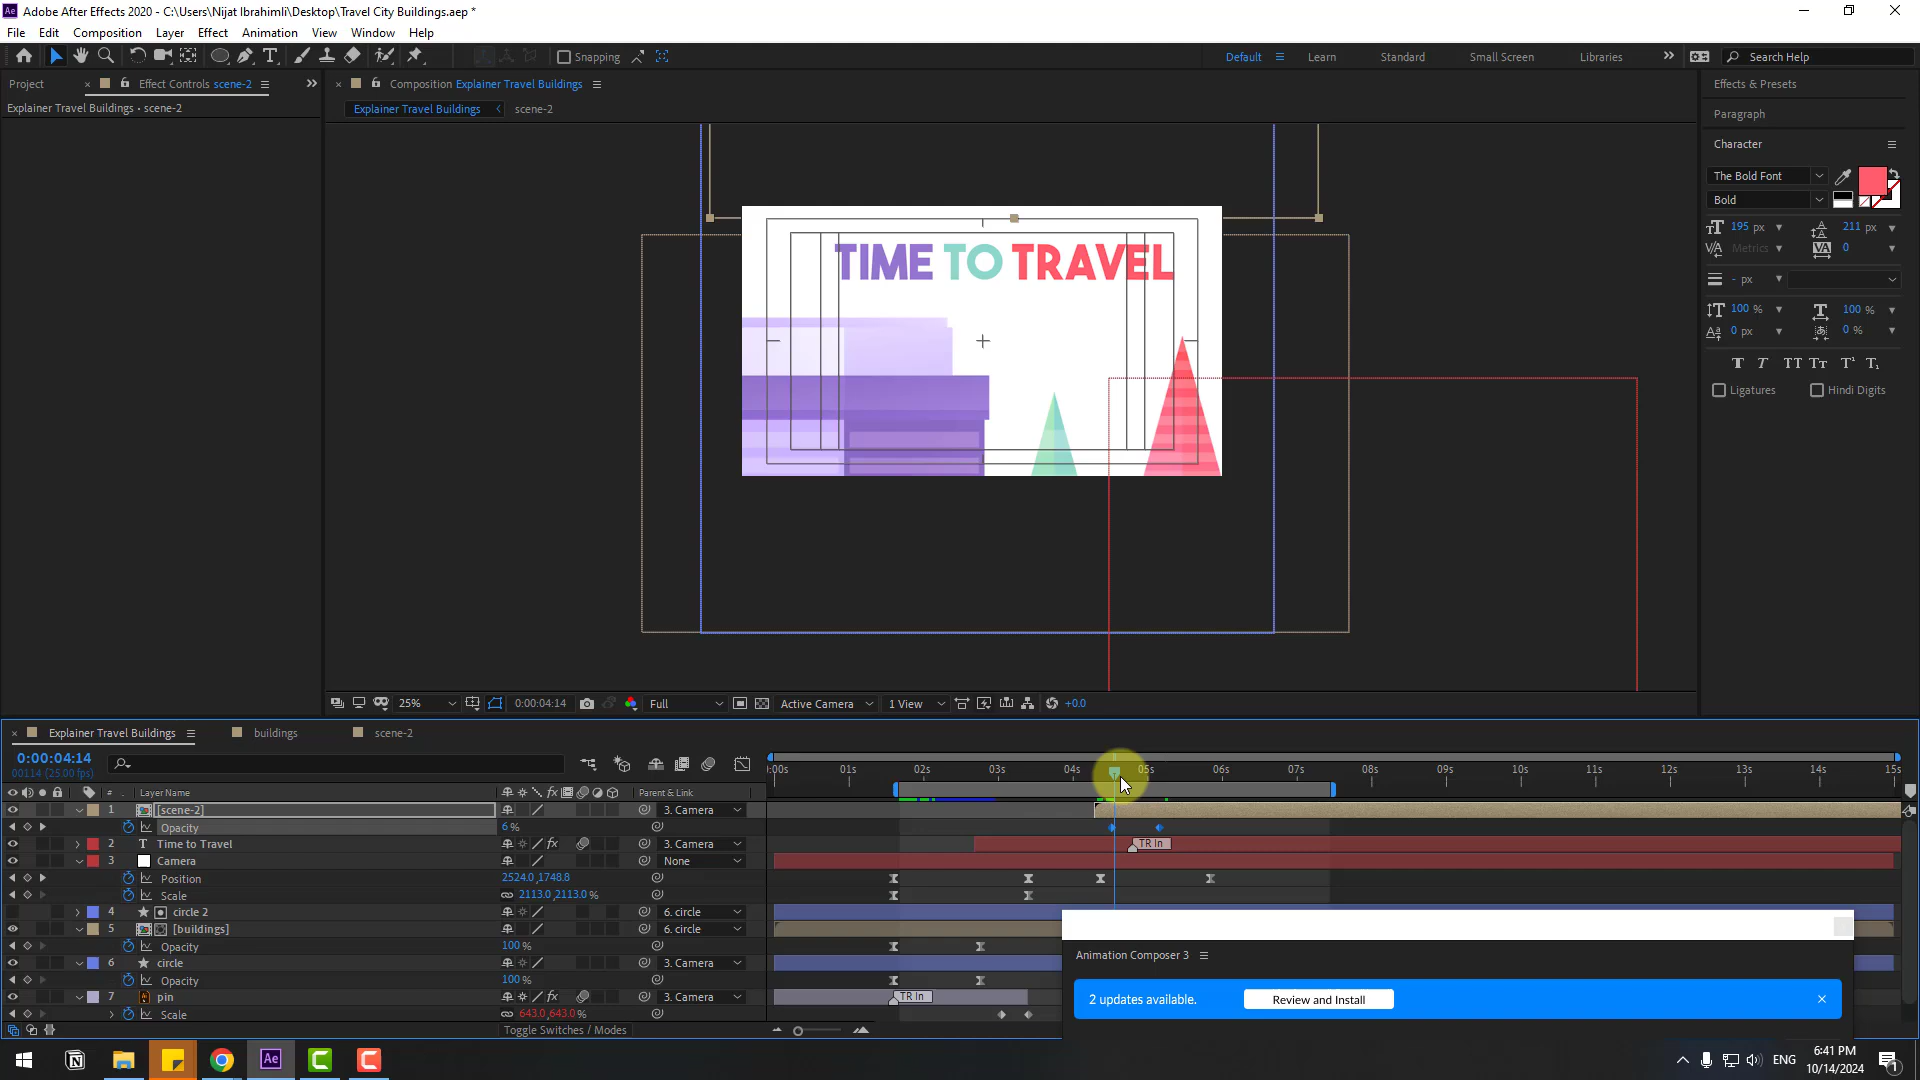 Adobe After Effects 2020 - C:\Users\Nijat Ibrahimli\Desktop\Travel City Buildings.aep *
File Edit Composition Layer Effect Animation View Window Help
Snapping
Default Learn Standard Small Screen Libraries
Search Help
Project
Effect Controls scene-2
Explainer Travel Buildings • scene-2
Composition Explainer Travel Buildings
Explainer Travel Buildings scene-2
TIME TO TRAVEL
Effects & Presets
Paragraph
Character
The Bold Font
Bold
195 px
211 px
Metrics
0
- px
100 %
100 %
0 px
0 %
Ligatures
Hindi Digits
25%
0:00:04:14
Full
Active Camera
1 View
+0.0
Explainer Travel Buildings
buildings
scene-2
0:00:04:14
00114 (25.00 fps)
:00s 01s 02s 03s 04s 05s 06s 07s 08s 09s 10s 11s 12s 13s 14s 15s
# Layer Name
Parent & Link
1 [scene-2] 3. Camera
Opacity 6 %
2 T Time to Travel 3. Camera
TR In
3 Camera None
Position 2524.0,1748.8
Scale 2113.0,2113.0 %
4 circle 2 6. circle
5 [buildings] 6. circle
Opacity 100 %
6 circle 3. Camera
Opacity 100 %
7 pin 3. Camera
TR In
Scale 643.0,643.0 %
Toggle Switches / Modes
Animation Composer 3
2 updates available.
Review and Install
ENG
6:41 PM
10/14/2024
1